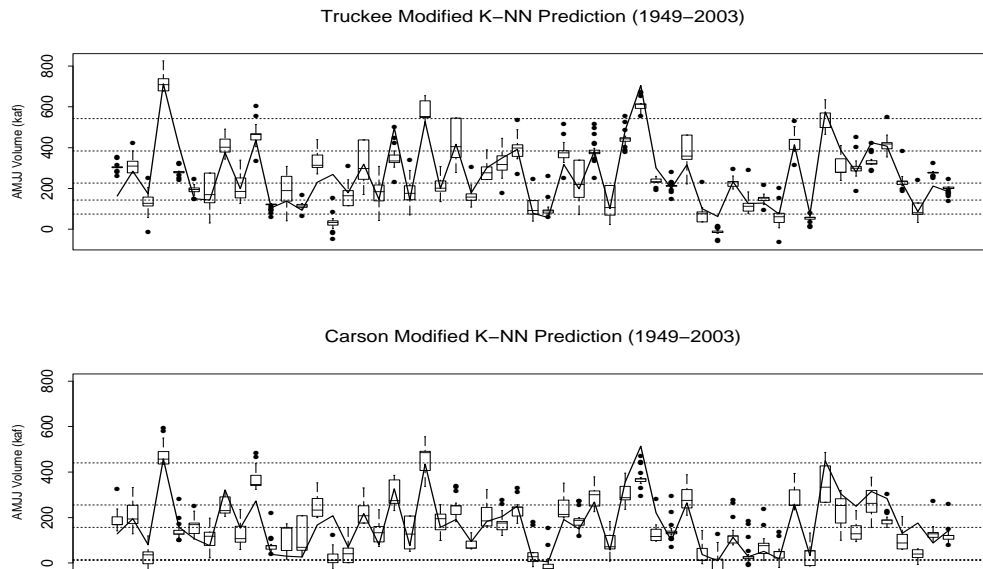 Truckee Modified K−NN Prediction (1949−2003)
AMJJ Volume (kaf)
800
600
400
200
0
Carson Modified K−NN Prediction (1949−2003)
AMJJ Volume (kaf)
800
600
400
200
0